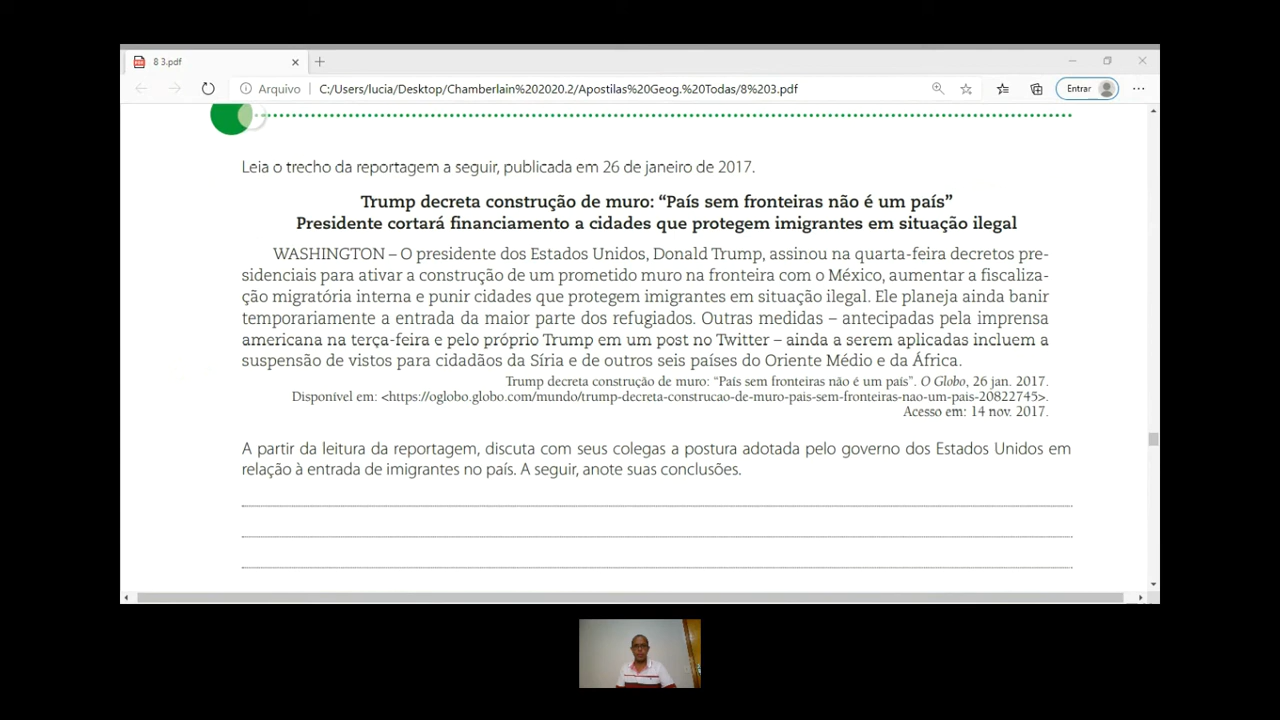 8 3.pdf
Arquivo
C:/Users/lucia/Desktop/Chamberlain%202020.2/Apostilas%20Geog.%20Todas/8%203.pdf
Entrar
Leia o trecho da reportagem a seguir, publicada em 26 de janeiro de 2017.
Trump decreta construção de muro: “País sem fronteiras não é um país”
Presidente cortará financiamento a cidades que protegem imigrantes em situação ilegal
WASHINGTON – O presidente dos Estados Unidos, Donald Trump, assinou na quarta-feira decretos pre-
sidenciais para ativar a construção de um prometido muro na fronteira com o México, aumentar a fiscaliza-
ção migratória interna e punir cidades que protegem imigrantes em situação ilegal. Ele planeja ainda banir
temporariamente a entrada da maior parte dos refugiados. Outras medidas – antecipadas pela imprensa
americana na terça-feira e pelo próprio Trump em um post no Twitter – ainda a serem aplicadas incluem a
suspensão de vistos para cidadãos da Síria e de outros seis países do Oriente Médio e da África.
Trump decreta construção de muro: “País sem fronteiras não é um país”. O Globo, 26 jan. 2017.
Disponível em: <https://oglobo.globo.com/mundo/trump-decreta-construcao-de-muro-pais-sem-fronteiras-nao-um-pais-20822745>.
Acesso em: 14 nov. 2017.
A partir da leitura da reportagem, discuta com seus colegas a postura adotada pelo governo dos Estados Unidos em
relação à entrada de imigrantes no país. A seguir, anote suas conclusões.